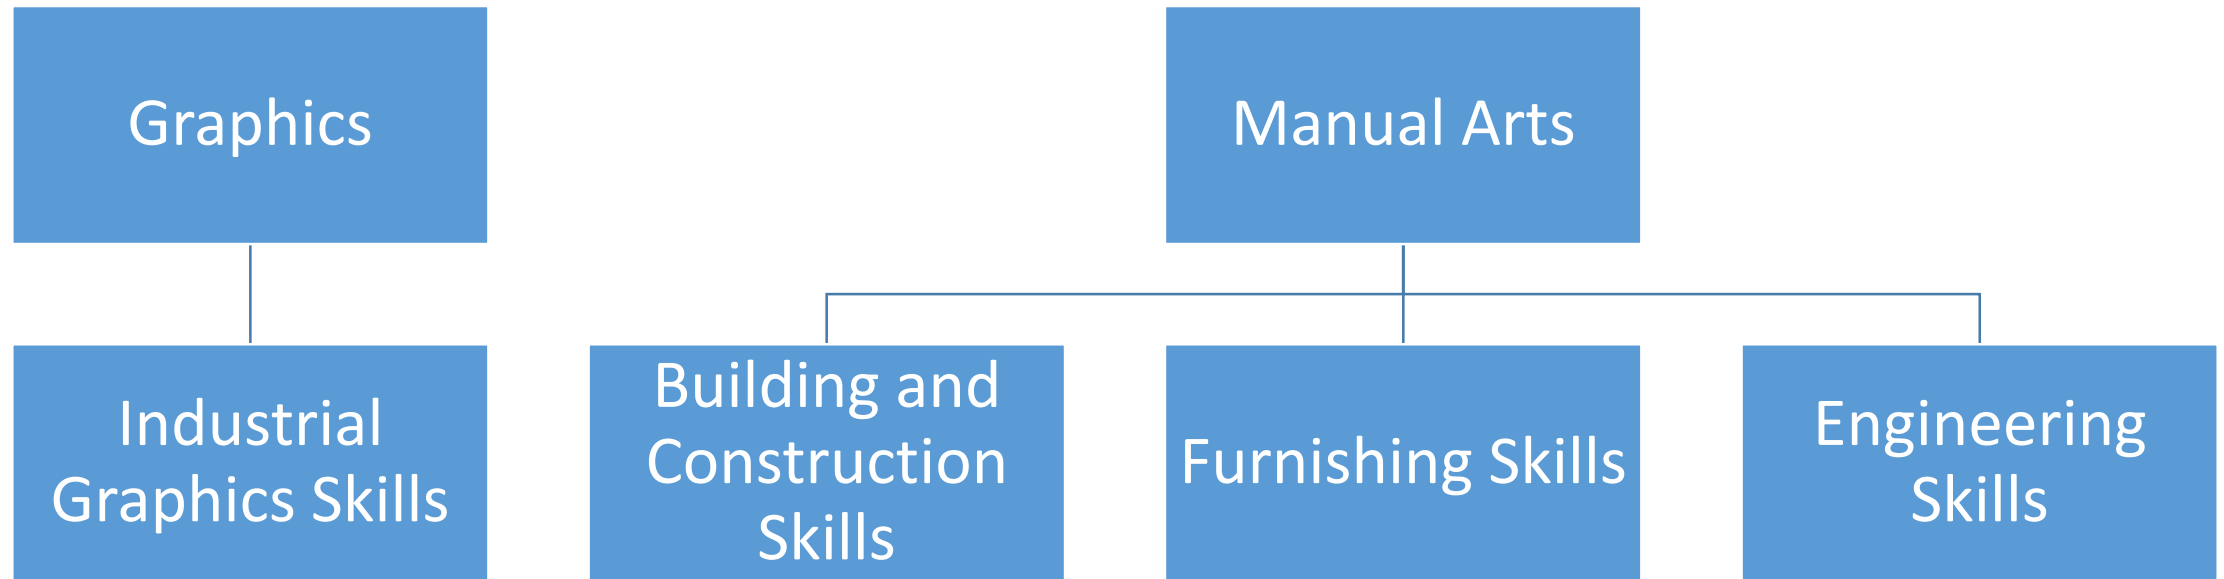 Graphics
Manual Arts
Industrial
Graphics Skills
Building and
Construction
Skills
Furnishing Skills
Engineering
Skills